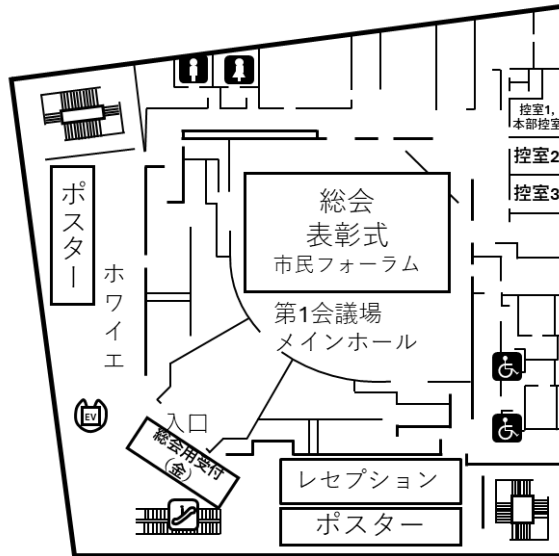 控室1,
本部控室
控室2
控室3
総会
表彰式
市民フォーラム
ポスター
ホワイエ
第1会議場
メインホール
EV
入口
総会用受付
(金)
レセプション
ポスター